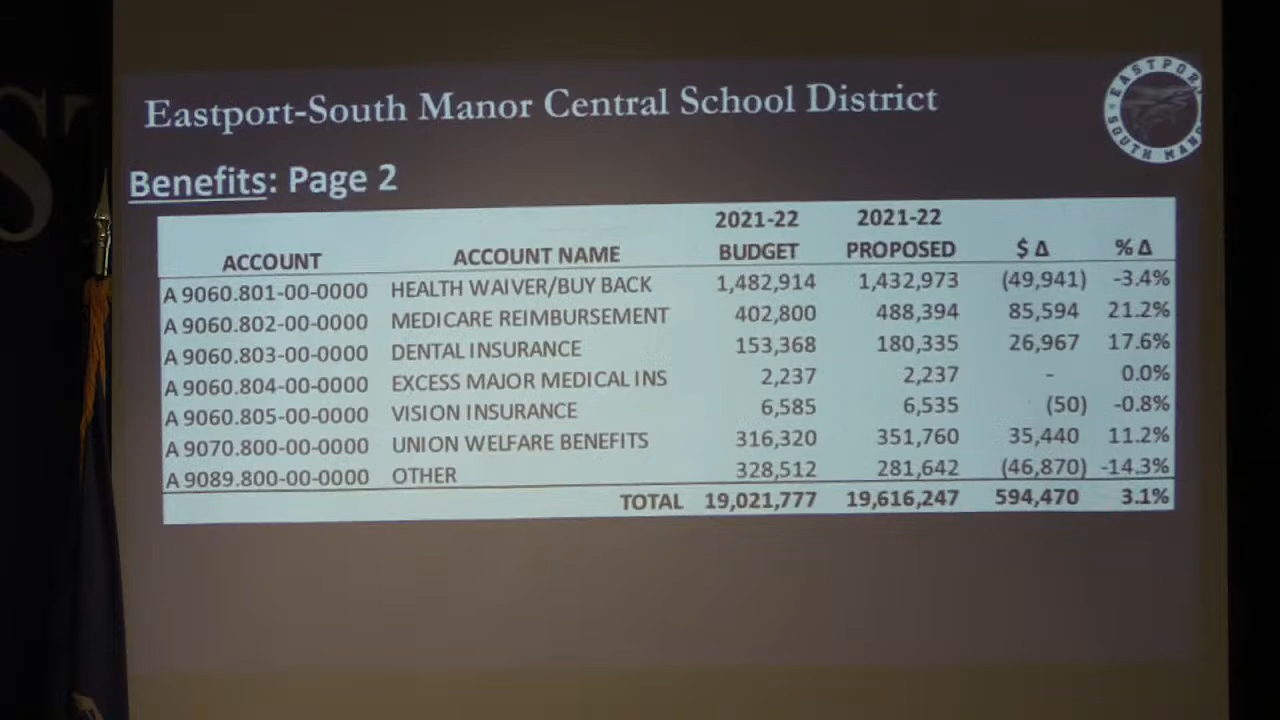 Eastport-South Manor Central School District
EASTPOR
SOUTH MAN
Benefits: Page 2
ACCOUNT ACCOUNT NAME 2021-22 BUDGET 2021-22 PROPOSED $ Δ % Δ
A 9060.801-00-0000 HEALTH WAIVER/BUY BACK 1,482,914 1,432,973 (49,941) -3.4%
A 9060.802-00-0000 MEDICARE REIMBURSEMENT 402,800 488,394 85,594 21.2%
A 9060.803-00-0000 DENTAL INSURANCE 153,368 180,335 26,967 17.6%
A 9060.804-00-0000 EXCESS MAJOR MEDICAL INS 2,237 2,237 - 0.0%
A 9060.805-00-0000 VISION INSURANCE 6,585 6,535 (50) -0.8%
A 9070.800-00-0000 UNION WELFARE BENEFITS 316,320 351,760 35,440 11.2%
A 9089.800-00-0000 OTHER 328,512 281,642 (46,870) -14.3%
TOTAL 19,021,777 19,616,247 594,470 3.1%